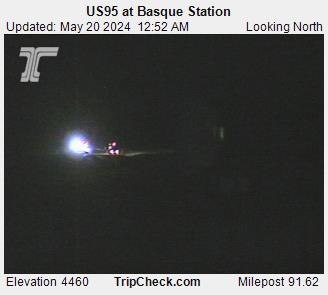 US95 at Basque Station
Updated: May 20 2024 12:52 AM Looking North
Elevation 4460 TripCheck.com Milepost 91.62